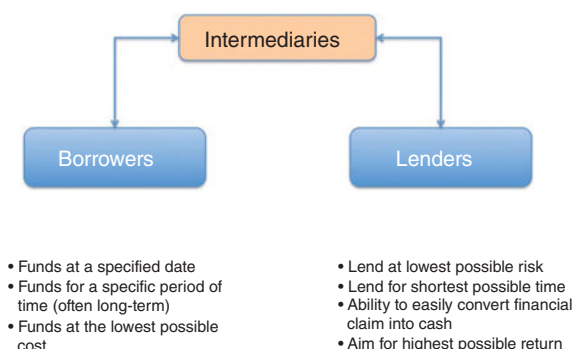 Intermediaries
Borrowers
Lenders
• Funds at a specified date
• Funds for a specific period of
time (often long-term)
• Funds at the lowest possible
cost
• Lend at lowest possible risk
• Lend for shortest possible time
• Ability to easily convert financial
claim into cash
• Aim for highest possible return